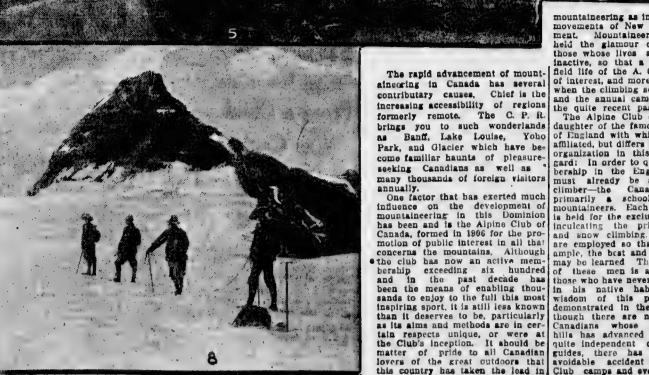 5
8
The rapid advancement of mount-
aineering in Canada has several
contributary causes. Chief is the
increasing accessibility of regions
formerly remote. The C. P. R.
brings you to such wonderlands
as Banff, Lake Louise, Yoho
Park, and Glacier which have be-
come familiar haunts of pleasure-
seeking Canadians as well as
many thousands of foreign visitors
annually.
One factor that has exerted much
influence on the development of
mountaineering in this Dominion
has been and is the Alpine Club of
Canada, formed in 1906 for the pro-
motion of public interest in all that
concerns the mountains. Although
the club has now an active mem-
bership exceeding six hundred
and in the past decade has
been the means of enabling thou-
sands to enjoy to the full this most
inspiring sport, it is still less known
than it deserves to be, particularly
as its aims and methods are in cer-
tain respects unique, or were at
the Club's inception. It should be
matter of pride to all Canadian
lovers of the great outdoors that
this country has taken the lead in
mountaineering as in
movements of New
ment. Mountaineer
held the glamour
those whose lives
inactive, so that a
field life of the A.
of interest, and more
when the climbing
and the annual cam
the quite recent pa
The Alpine Club
daughter of the famo
of England with whi
affiliated, but differs
organization in this
gard: In order to q
bership in the Eng
must already be
climber—the Cana
primarily a school
mountaineers. Each
is held for the exclu
inculcating the pri
and snow climbing.
are employed so tha
ample, the best and
may be learned Th
of these men is a
those who have never
in his native hab
wisdom of this p
demonstrated in the
though there are n
Canadians whose
hills has advanced
quite independent
guides, there has
avoidable accident
Club camps and eve